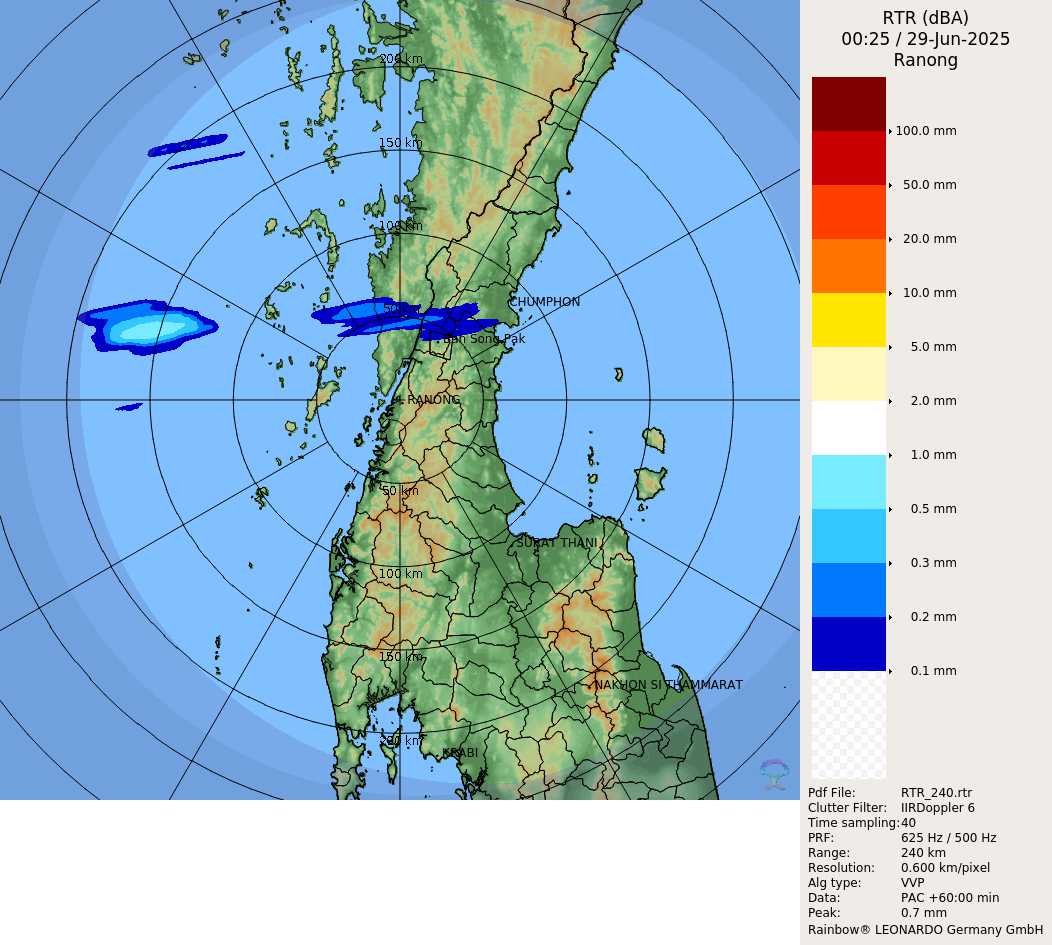 RTR (dBA)
00:25 / 29-Jun-2025
Ranong
200 km
150 km
100 km
CHUMPHON
Ban Song Pak
RANONG
50 km
SURAT THANI
100 km
150 km
NAKHON SI THAMMARAT
200 km
KRABI
100.0 mm
50.0 mm
20.0 mm
10.0 mm
5.0 mm
2.0 mm
1.0 mm
0.5 mm
0.3 mm
0.2 mm
0.1 mm
Pdf File: RTR_240.rtr
Clutter Filter: IIRDoppler 6
Time sampling:40
PRF: 625 Hz / 500 Hz
Range: 240 km
Resolution: 0.600 km/pixel
Alg type: VVP
Data: PAC +60:00 min
Peak: 0.7 mm
Rainbow® LEONARDO Germany GmbH